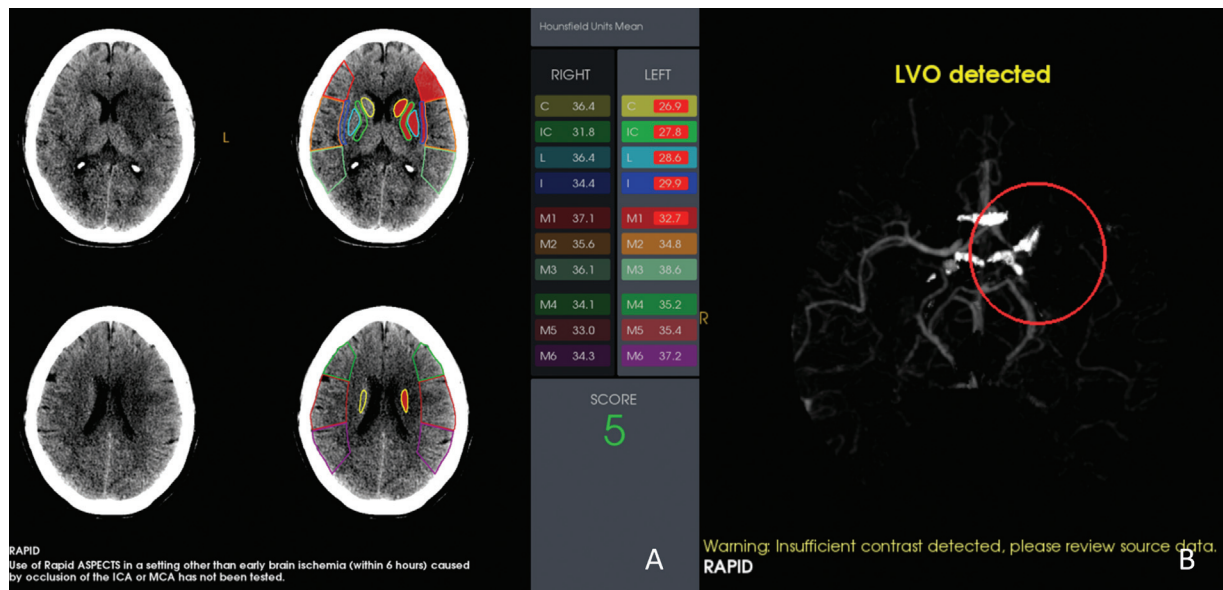 L
RAPID
Use of Rapid ASPECTS in a setting other than early brain ischemia (within 6 hours) caused
by occlusion of the ICA or MCA has not been tested.
Hounsfield Units Mean
RIGHT LEFT
C 36.4 C 26.9
IC 31.8 IC 27.8
L 36.4 L 28.6
I 34.4 I 29.9
M1 37.1 M1 32.7
M2 35.6 M2 34.8
M3 36.1 M3 38.6
M4 34.1 M4 35.2
M5 33.0 M5 35.4
M6 34.3 M6 37.2
SCORE
5
A
LVO detected
R
Warning: Insufficient contrast detected, please review source data.
RAPID
B